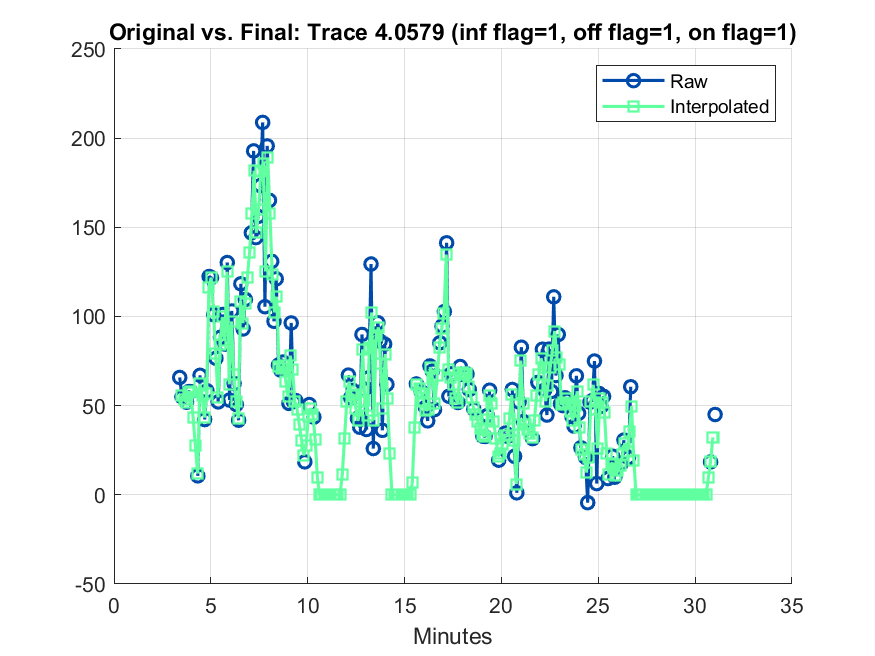 Original vs. Final: Trace 4.0579 (inf flag=1, off flag=1, on flag=1)
250
200
150
100
50
0
-50
0 5 10 15 20 25 30 35
Minutes
Raw
Interpolated